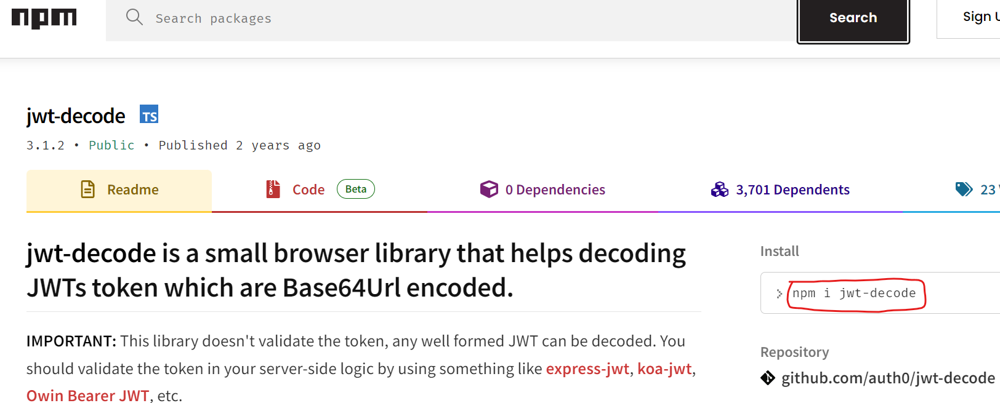 npm
Search packages
Search
Sign U
jwt-decode TS
3.1.2 • Public • Published 2 years ago
Readme
Code Beta
0 Dependencies
3,701 Dependents
23
jwt-decode is a small browser library that helps decoding
JWTs token which are Base64Url encoded.
IMPORTANT: This library doesn't validate the token, any well formed JWT can be decoded. You
should validate the token in your server-side logic by using something like express-jwt, koa-jwt,
Owin Bearer JWT, etc.
Install
> npm i jwt-decode
Repository
github.com/auth0/jwt-decode